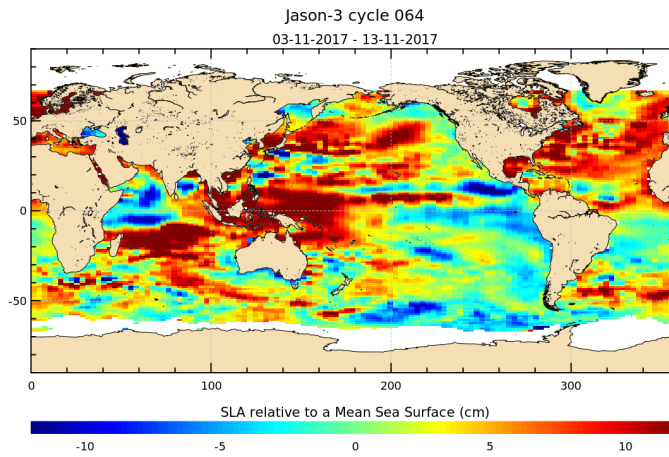 Jason-3 cycle 064
03-11-2017 - 13-11-2017
50
0
-50
0 100 200 300
SLA relative to a Mean Sea Surface (cm)
-10 -5 0 5 10